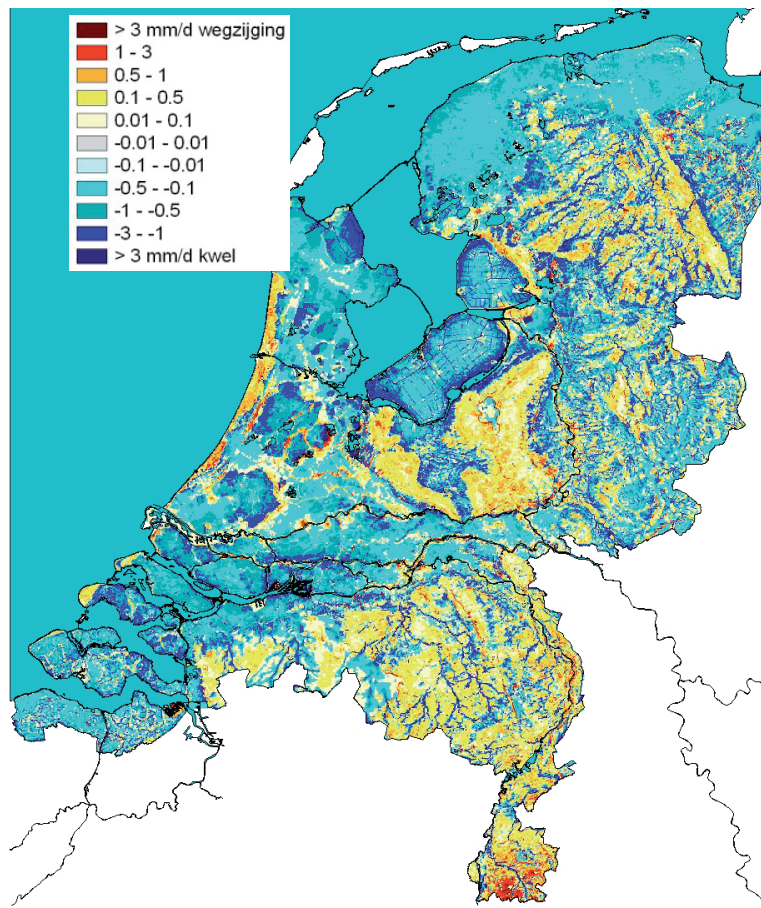 > 3 mm/d wegzijging
1 - 3
0.5 - 1
0.1 - 0.5
0.01 - 0.1
-0.01 - 0.01
-0.1 - -0.01
-0.5 - -0.1
-1 - -0.5
-3 - -1
> 3 mm/d kwel